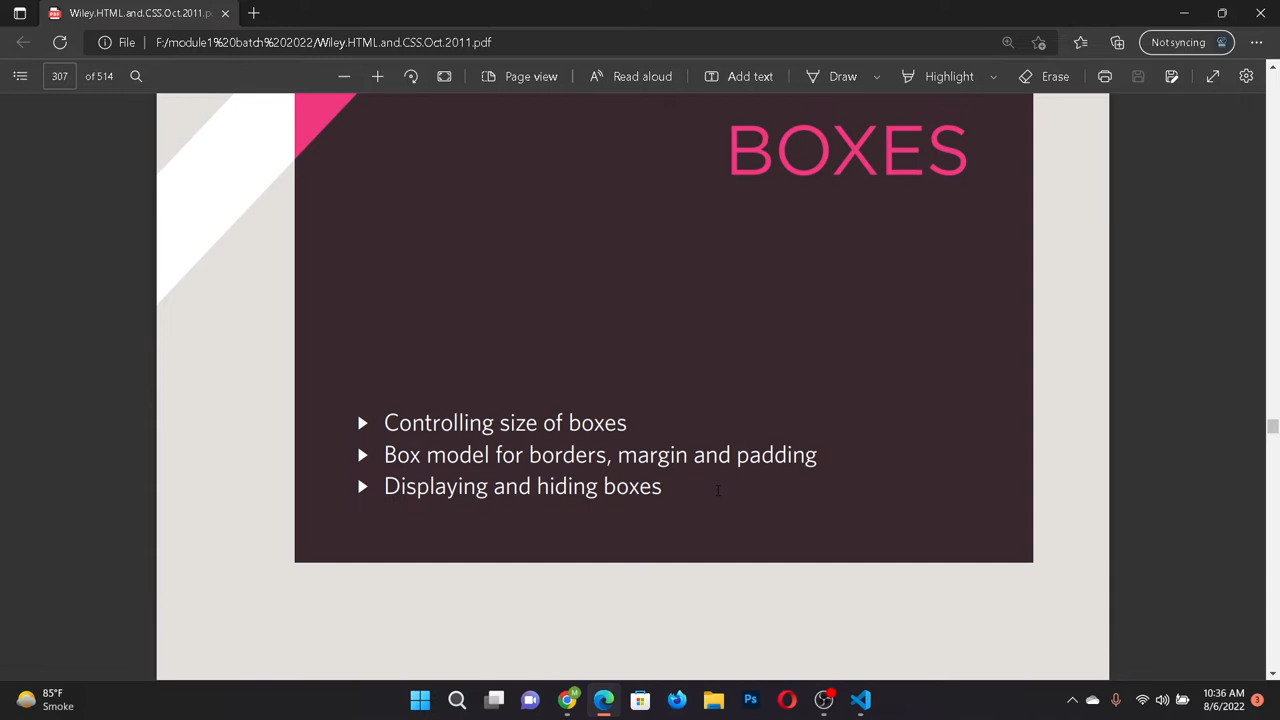 Wiley.HTML.and.CSS.Oct.2011.p
File F:/module1%20batch%202022/Wiley.HTML.and.CSS.Oct.2011.pdf
Not syncing
307 of 514
Page view
Read aloud
Add text
Draw
Highlight
Erase
BOXES
Controlling size of boxes
Box model for borders, margin and padding
Displaying and hiding boxes
85°F
Smoke
Ps
10:36 AM
8/6/2022
3